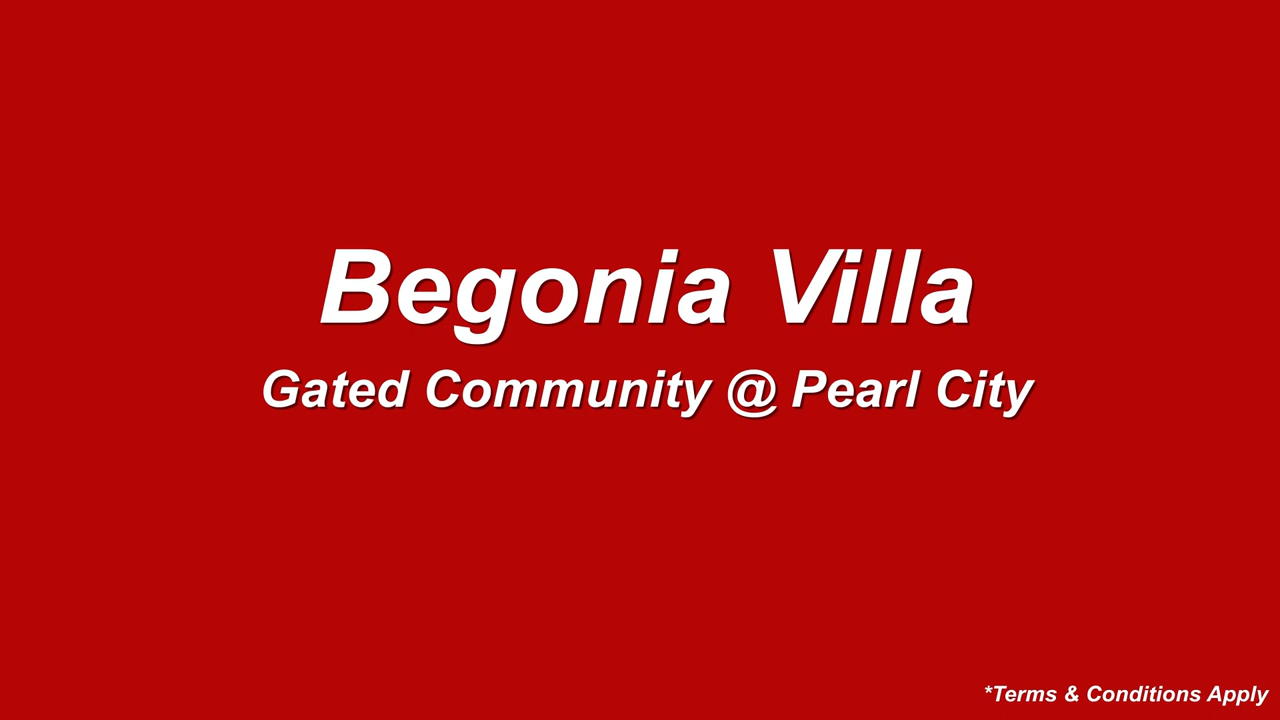 Begonia Villa
Gated Community @ Pearl City
*Terms & Conditions Apply